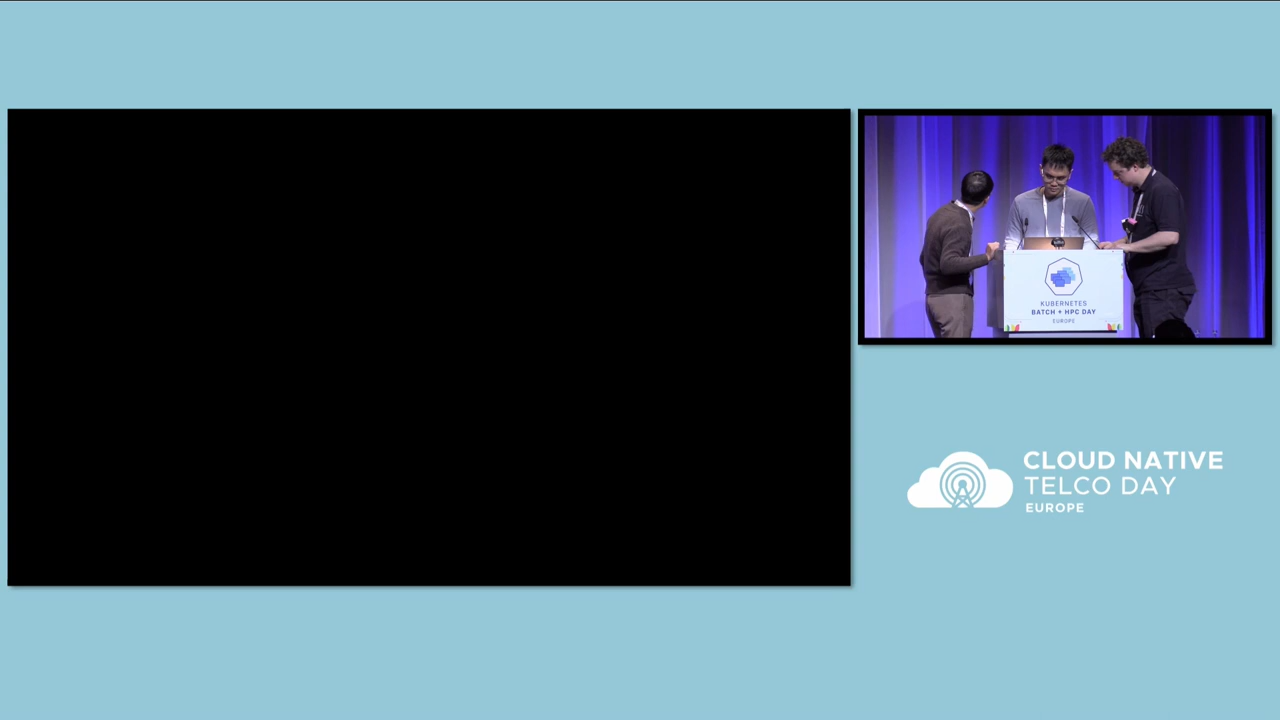 KUBERNETES
BATCH + HPC DAY
EUROPE
CLOUD NATIVE
TELCO DAY
EUROPE